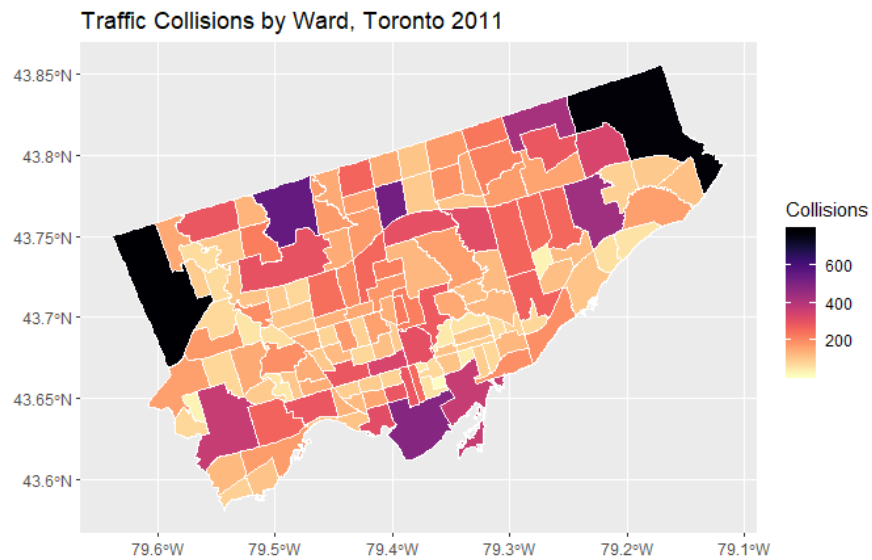 Traffic Collisions by Ward, Toronto 2011
43.85°N
43.8°N
43.75°N
43.7°N
43.65°N
43.6°N
79.6°W
79.5°W
79.4°W
79.3°W
79.2°W
79.1°W
Collisions
600
400
200